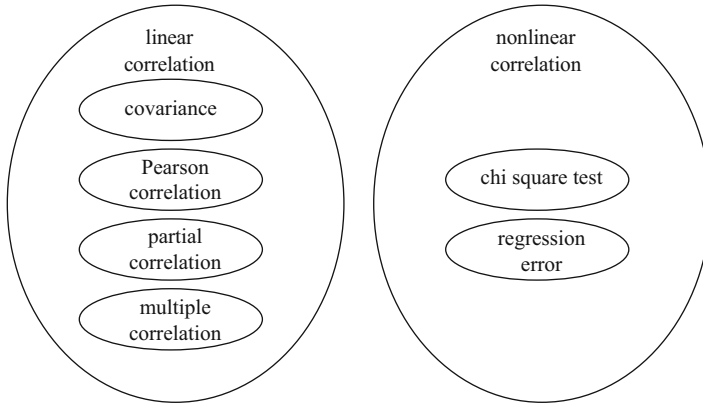 linear
correlation
covariance
Pearson
correlation
partial
correlation
multiple
correlation
nonlinear
correlation
chi square test
regression
error